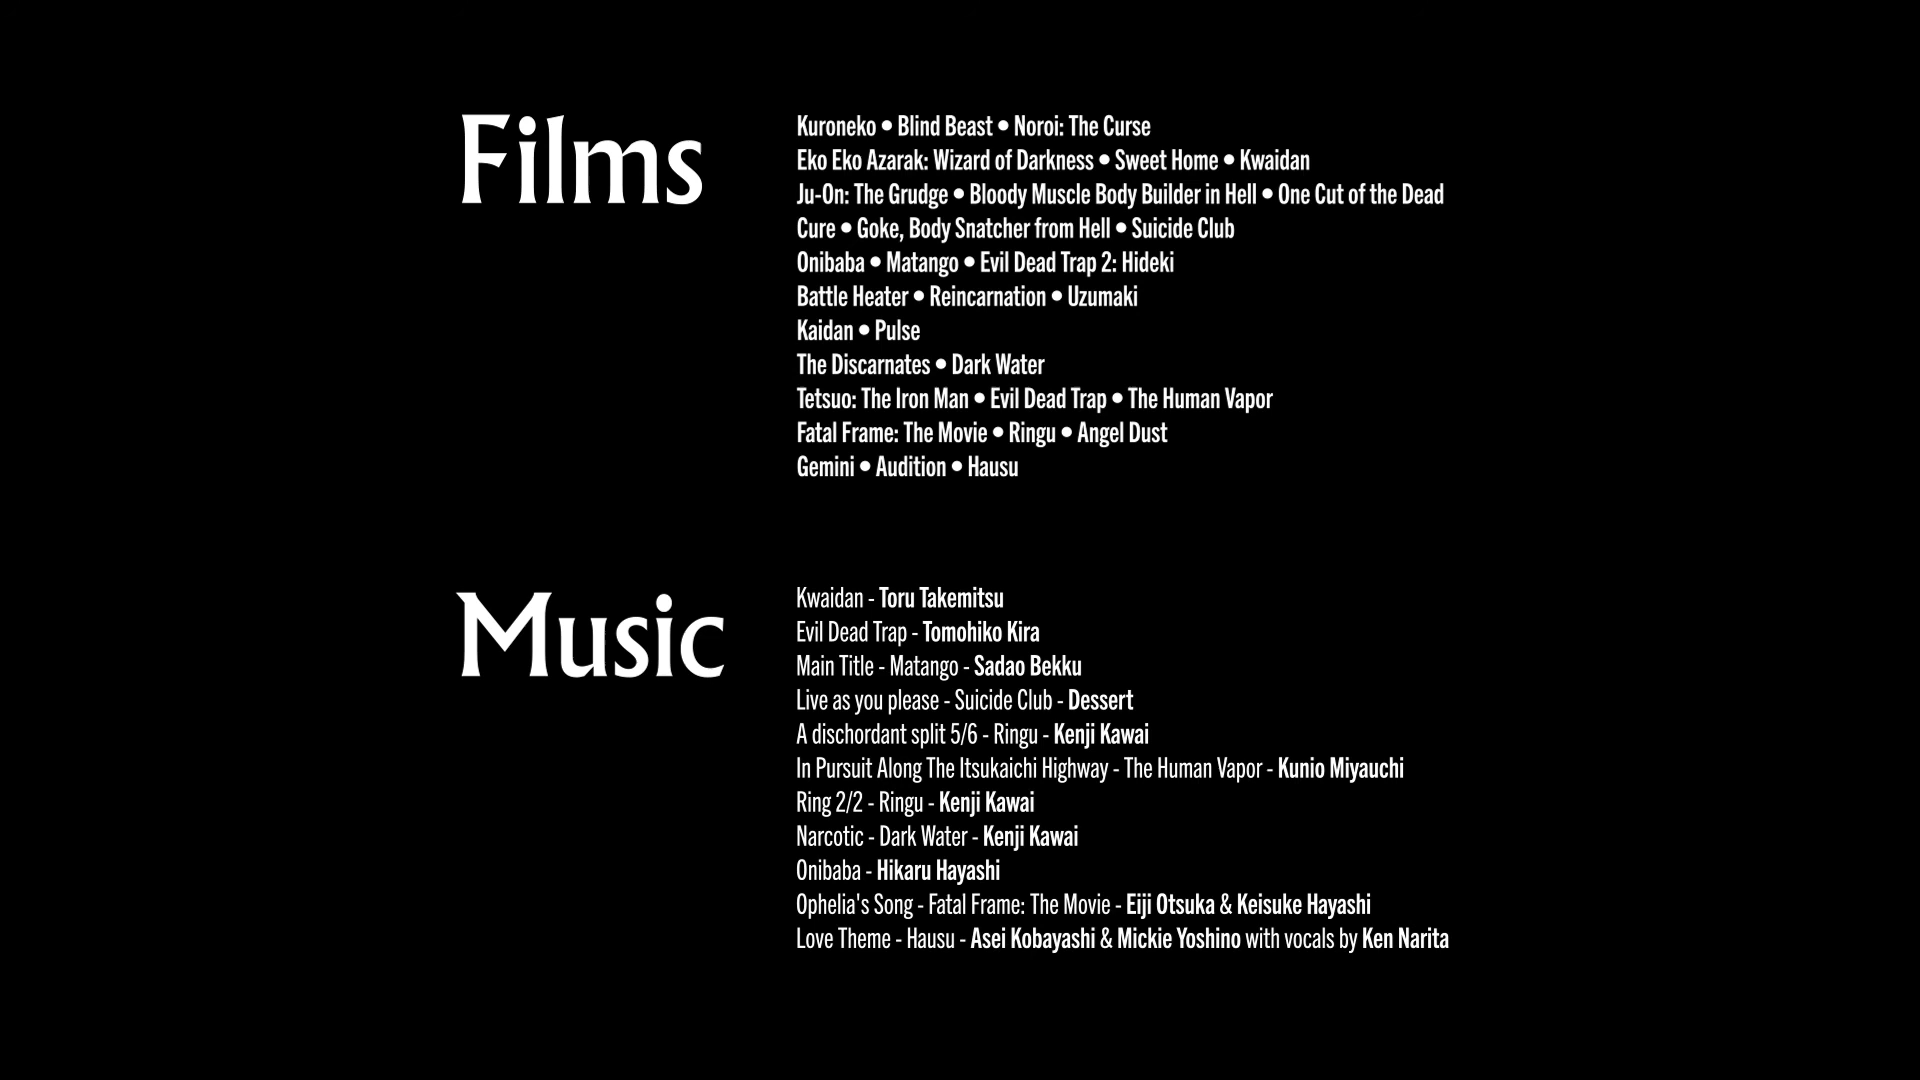 Films
Kuroneko • Blind Beast • Noroi: The Curse
Eko Eko Azarak: Wizard of Darkness • Sweet Home • Kwaidan
Ju-On: The Grudge • Bloody Muscle Body Builder in Hell • One Cut of the Dead
Cure • Goke, Body Snatcher from Hell • Suicide Club
Onibaba • Matango • Evil Dead Trap 2: Hideki
Battle Heater • Reincarnation • Uzumaki
Kaidan • Pulse
The Discarnates • Dark Water
Tetsuo: The Iron Man • Evil Dead Trap • The Human Vapor
Fatal Frame: The Movie • Ringu • Angel Dust
Gemini • Audition • Hausu
Music
Kwaidan - Toru Takemitsu
Evil Dead Trap - Tomohiko Kira
Main Title - Matango - Sadao Bekku
Live as you please - Suicide Club - Dessert
A dischordant split 5/6 - Ringu - Kenji Kawai
In Pursuit Along The Itsukaichi Highway - The Human Vapor - Kunio Miyauchi
Ring 2/2 - Ringu - Kenji Kawai
Narcotic - Dark Water - Kenji Kawai
Onibaba - Hikaru Hayashi
Ophelia's Song - Fatal Frame: The Movie - Eiji Otsuka & Keisuke Hayashi
Love Theme - Hausu - Asei Kobayashi & Mickie Yoshino with vocals by Ken Narita